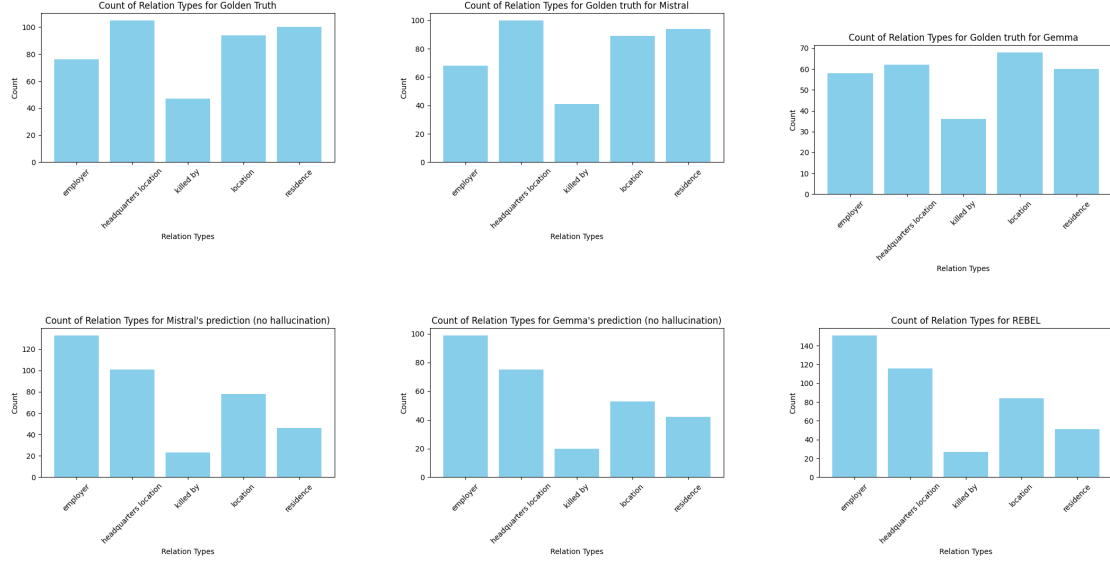 Count of Relation Types for Golden Truth
Count
100
80
60
40
20
0
employer
headquarters location
killed by
location
residence
Relation Types
Count of Relation Types for Golden truth for Mistral
Count
100
80
60
40
20
0
employer
headquarters location
killed by
location
residence
Relation Types
Count of Relation Types for Golden truth for Gemma
Count
70
60
50
40
30
20
10
0
employer
headquarters location
killed by
location
residence
Relation Types
Count of Relation Types for Mistral's prediction (no hallucination)
Count
120
100
80
60
40
20
0
employer
headquarters location
killed by
location
residence
Relation Types
Count of Relation Types for Gemma's prediction (no hallucination)
Count
100
80
60
40
20
0
employer
headquarters location
killed by
location
residence
Relation Types
Count of Relation Types for REBEL
Count
140
120
100
80
60
40
20
0
employer
headquarters location
killed by
location
residence
Relation Types